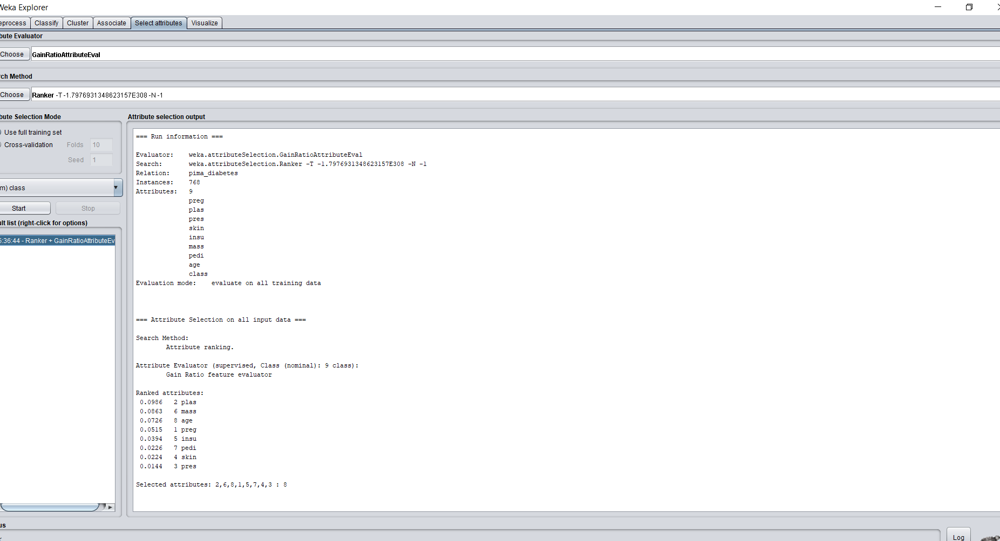 Weka Explorer
eprocess Classify Cluster Associate Select attributes Visualize
bute Evaluator
Choose GainRatioAttributeEval
rch Method
Choose Ranker -T -1.7976931348623157E308 -N -1
bute Selection Mode
Use full training set
Cross-validation Folds 10
Seed 1
m) class
Start Stop
ult list (right-click for options)
5:36:44 - Ranker + GainRatioAttributeEv
Attribute selection output
=== Run information ===
Evaluator: weka.attributeSelection.GainRatioAttributeEval
Search: weka.attributeSelection.Ranker -T -1.7976931348623157E308 -N -1
Relation: pima_diabetes
Instances: 768
Attributes: 9
preg
plas
pres
skin
insu
mass
pedi
age
class
Evaluation mode: evaluate on all training data
=== Attribute Selection on all input data ===
Search Method:
Attribute ranking.
Attribute Evaluator (supervised, Class (nominal): 9 class):
Gain Ratio feature evaluator
Ranked attributes:
0.0986 2 plas
0.0863 6 mass
0.0726 8 age
0.0515 1 preg
0.0394 5 insu
0.0226 7 pedi
0.0224 4 skin
0.0144 3 pres
Selected attributes: 2,6,8,1,5,7,4,3 : 8
us
Log